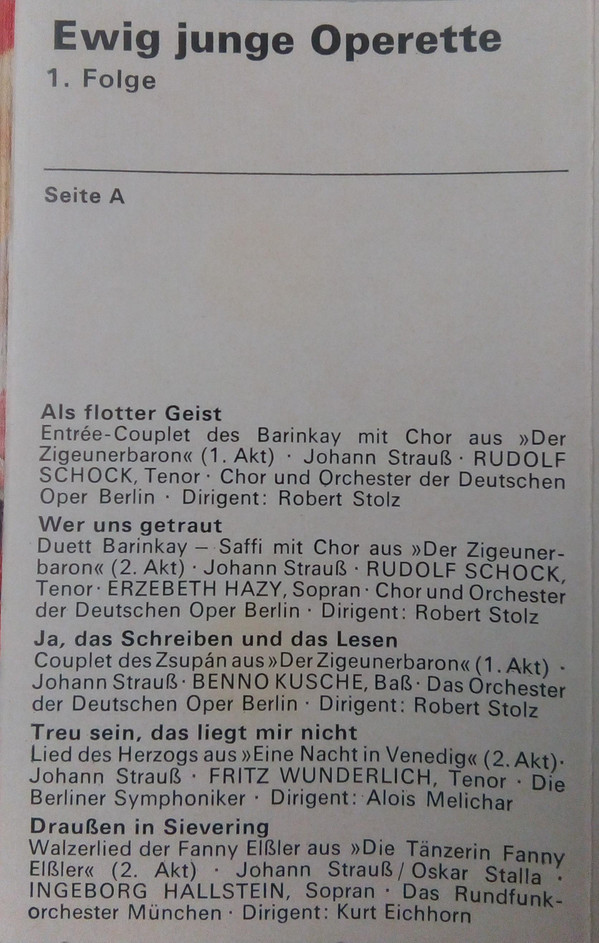 Ewig junge Operette
1. Folge
Seite A
Als flotter Geist
Entrée-Couplet des Barinkay mit Chor aus »Der
Zigeunerbaron« (1. Akt) · Johann Strauß · RUDOLF
SCHOCK, Tenor · Chor und Orchester der Deutschen
Oper Berlin · Dirigent: Robert Stolz
Wer uns getraut
Duett Barinkay – Saffi mit Chor aus »Der Zigeuner-
baron« (2. Akt) · Johann Strauß · RUDOLF SCHOCK,
Tenor · ERZEBETH HAZY, Sopran · Chor und Orchester
der Deutschen Oper Berlin · Dirigent: Robert Stolz
Ja, das Schreiben und das Lesen
Couplet des Zsupán aus »Der Zigeunerbaron« (1. Akt) ·
Johann Strauß · BENNO KUSCHE, Baß · Das Orchester
der Deutschen Oper Berlin · Dirigent: Robert Stolz
Treu sein, das liegt mir nicht
Lied des Herzogs aus »Eine Nacht in Venedig« (2. Akt) ·
Johann Strauß · FRITZ WUNDERLICH, Tenor · Die
Berliner Symphoniker · Dirigent: Alois Melichar
Draußen in Sievering
Walzerlied der Fanny Elßler aus »Die Tänzerin Fanny
Elßler« (2. Akt) · Johann Strauß / Oskar Stalla ·
INGEBORG HALLSTEIN, Sopran · Das Rundfunk-
orchester München · Dirigent: Kurt Eichhorn